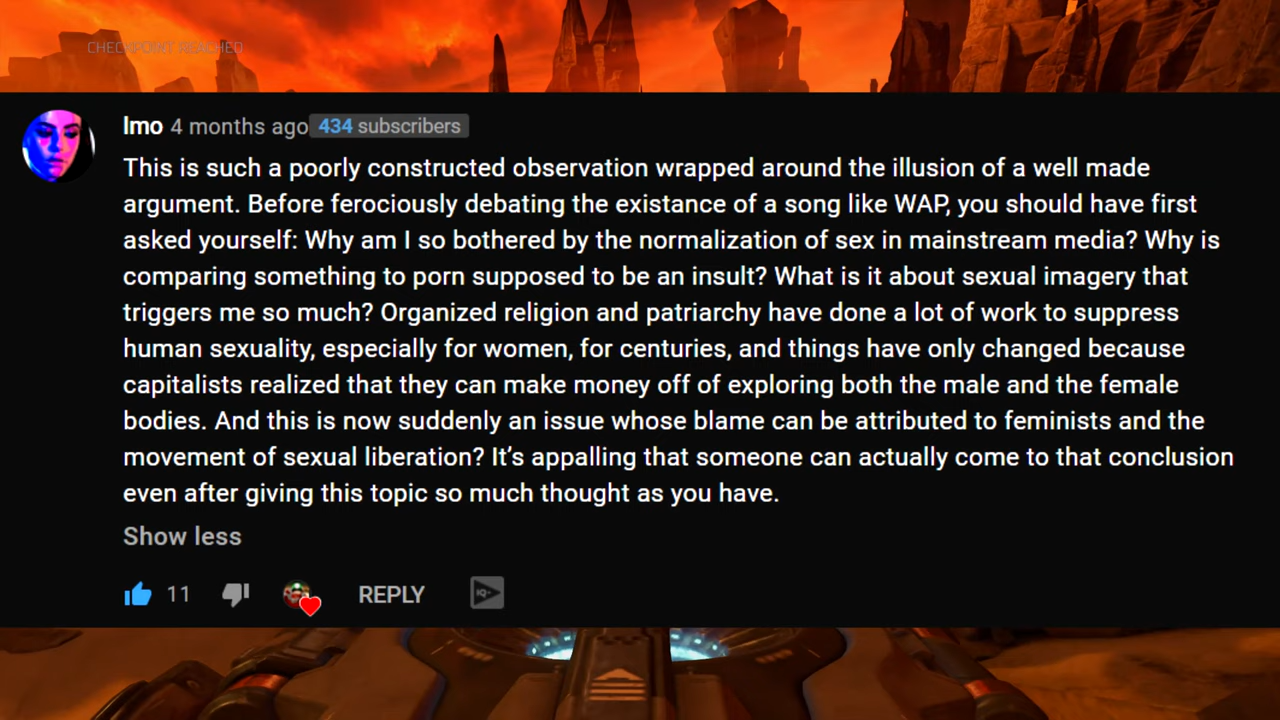 CHECKPOINT REACHED
Imo 4 months ago 434 subscribers
This is such a poorly constructed observation wrapped around the illusion of a well made
argument. Before ferociously debating the existance of a song like WAP, you should have first
asked yourself: Why am I so bothered by the normalization of sex in mainstream media? Why is
comparing something to porn supposed to be an insult? What is it about sexual imagery that
triggers me so much? Organized religion and patriarchy have done a lot of work to suppress
human sexuality, especially for women, for centuries, and things have only changed because
capitalists realized that they can make money off of exploring both the male and the female
bodies. And this is now suddenly an issue whose blame can be attributed to feminists and the
movement of sexual liberation? It’s appalling that someone can actually come to that conclusion
even after giving this topic so much thought as you have.
Show less
11 REPLY IQ+